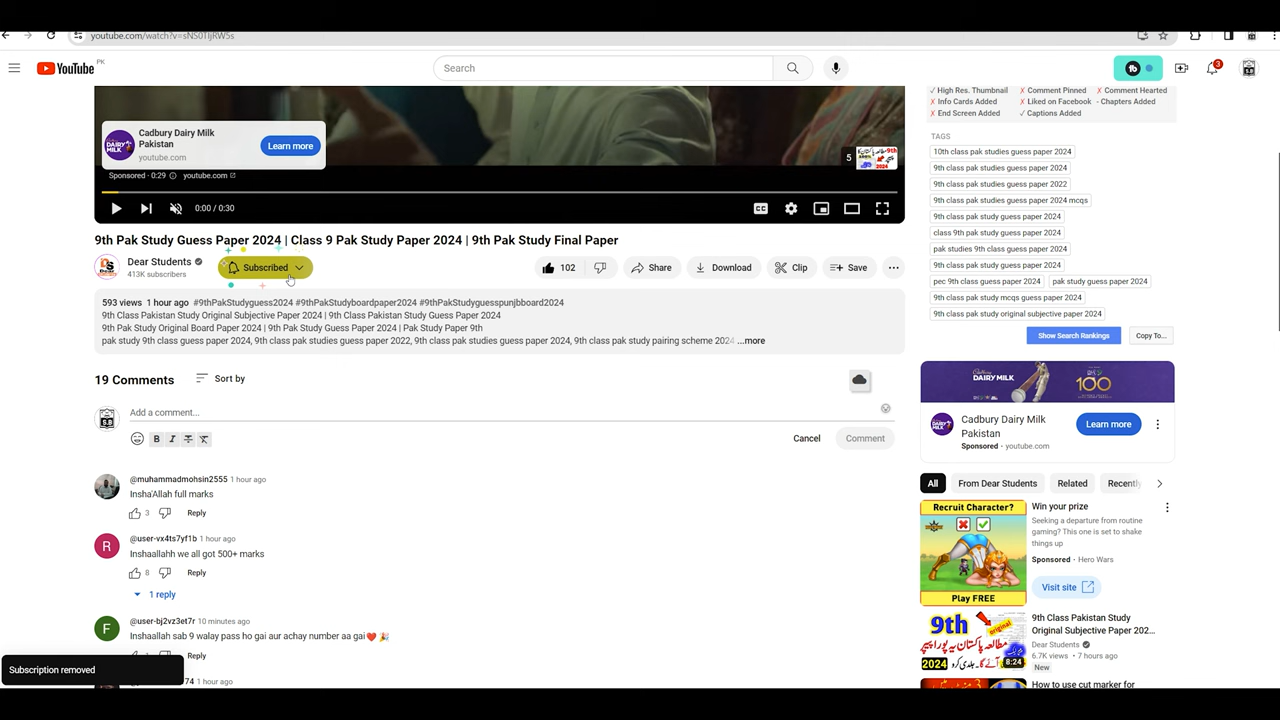 youtube.com/watch?v=sNS0TIjRW5s
YouTube PK
Search
3
Cadbury Dairy Milk
Pakistan
youtube.com
Learn more
Sponsored · 0:29
youtube.com
5
0:00 / 0:30
9th Pak Study Guess Paper 2024 | Class 9 Pak Study Paper 2024 | 9th Pak Study Final Paper
Dear Students
413K subscribers
Subscribed
102
Share
Download
Clip
Save
593 views 1 hour ago #9thPakStudyguess2024 #9thPakStudyboardpaper2024 #9thPakStudyguesspunjbboard2024
9th Class Pakistan Study Original Subjective Paper 2024 | 9th Class Pakistan Study Guess Paper 2024
9th Pak Study Original Board Paper 2024 | 9th Pak Study Guess Paper 2024 | Pak Study Paper 9th
pak study 9th class guess paper 2024, 9th class pak studies guess paper 2022, 9th class pak studies guess paper 2024, 9th class pak study pairing scheme 2024 ...more
19 Comments
Sort by
Add a comment...
B I S T
Cancel
Comment
@muhammadmohsin2555 1 hour ago
Insha'Allah full marks
3
Reply
R
@user-vx4ts7yf1b 1 hour ago
Inshaallahh we all got 500+ marks
8
Reply
1 reply
F
@user-bj2vz3et7r 10 minutes ago
Inshaallah sab 9 walay pass ho gai aur achay number aa gai❤️ 🎉
Reply
74 1 hour ago
Subscription removed
✓ High Res. Thumbnail ✗ Comment Pinned ✗ Comment Hearted
✗ Info Cards Added ✗ Liked on Facebook - Chapters Added
✗ End Screen Added ✓ Captions Added
TAGS
10th class pak studies guess paper 2024
9th class pak studies guess paper 2024
9th class pak studies guess paper 2022
9th class pak studies guess paper 2024 mcqs
9th class pak study guess paper 2024
class 9th pak study guess paper 2024
pak studies 9th class guess paper 2024
9th class pak study guess paper 2024
pec 9th class guess paper 2024
pak study guess paper 2024
9th class pak study mcqs guess paper 2024
9th class pak study original subjective paper 2024
Show Search Rankings
Copy To...
DAIRY MILK
100
Cadbury Dairy Milk
Pakistan
Sponsored · youtube.com
Learn more
All
From Dear Students
Related
Recently
Recruit Character?
Play FREE
Win your prize
Seeking a departure from routine
gaming? This one is set to shake
things up
Sponsored · Hero Wars
Visit site
9th
original
مطالعہ پاکستان یہ پورا پیپر
آئے گا۔ جلدی کرو
2024
8:24
9th Class Pakistan Study
Original Subjective Paper 202...
Dear Students
6.7K views · 7 hours ago
New
How to use cut marker for